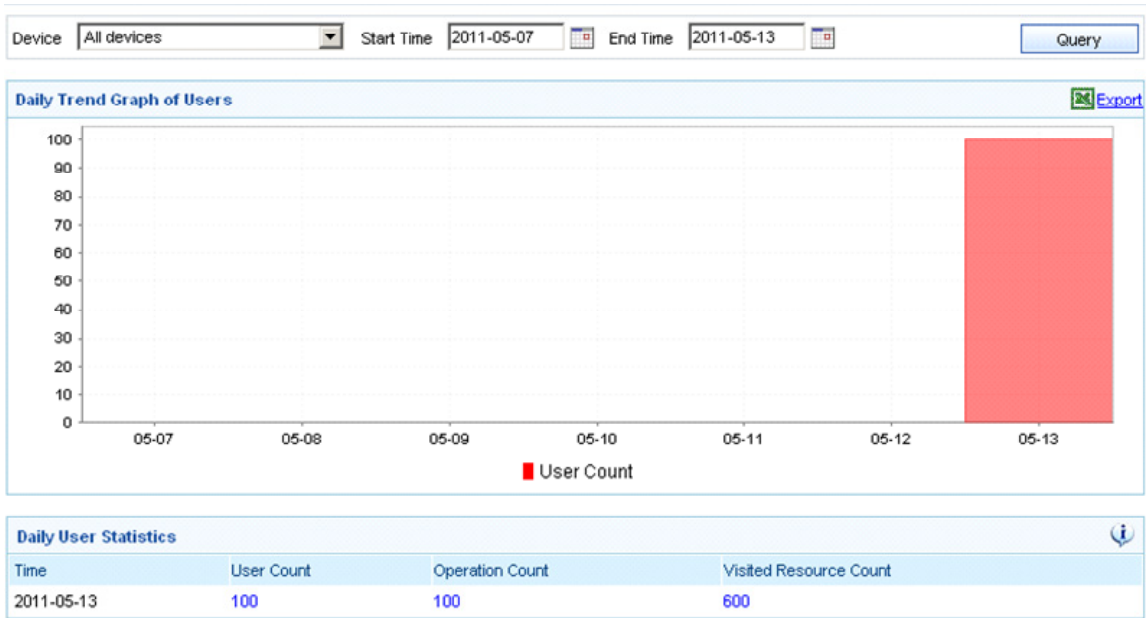 Device All devices Start Time 2011-05-07 End Time 2011-05-13 Query
Daily Trend Graph of Users Export
100
90
80
70
60
50
40
30
20
10
0
05-07 05-08 05-09 05-10 05-11 05-12 05-13
User Count
Daily User Statistics
Time User Count Operation Count Visited Resource Count
2011-05-13 100 100 600